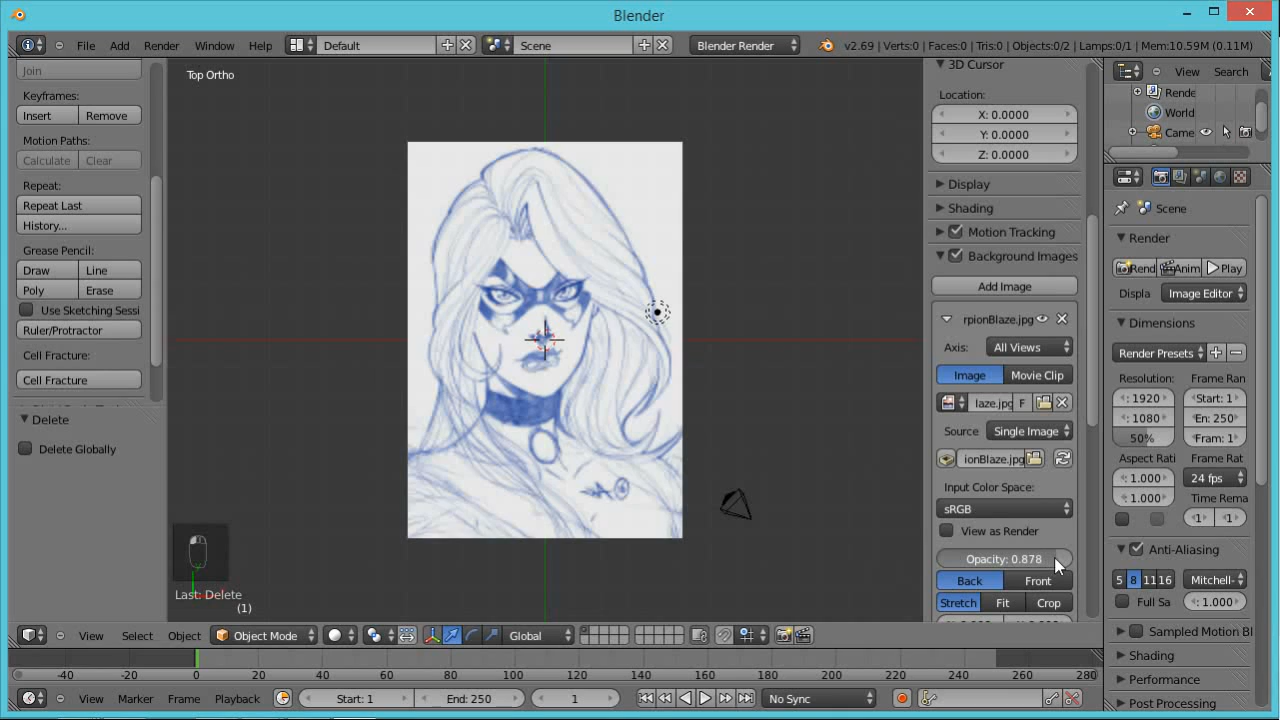 Blender
File Add Render Window Help Default Scene Blender Render v2.69 | Verts:0 | Faces:0 | Tris:0 | Objects:0/2 | Lamps:0/1 | Mem:10.59M (0.11M)
Join
Keyframes:
Insert Remove
Motion Paths:
Calculate Clear
Repeat:
Repeat Last
History...
Grease Pencil:
Draw Line
Poly Erase
Use Sketching Sessi
Ruler/Protractor
Cell Fracture:
Cell Fracture
Delete
Delete Globally
Top Ortho
Last: Delete
(1)
3D Cursor
Location:
X: 0.0000
Y: 0.0000
Z: 0.0000
Display
Shading
Motion Tracking
Background Images
Add Image
rpionBlaze.jpg
Axis: All Views
Image Movie Clip
laze.jpg F
Source Single Image
ionBlaze.jpg
Input Color Space:
sRGB
View as Render
Opacity: 0.878
Back Front
Stretch Fit Crop
View Search
Rende
World
Came
Scene
Render
Rend Anim Play
Displa Image Editor
Dimensions
Render Presets
Resolution: Frame Ran
: 1920 Start: 1
: 1080 En: 250
50% Fram: 1
Aspect Rati Frame Rat
: 1.000 24 fps
: 1.000 Time Rema
:1 :1
Anti-Aliasing
5 8 11 16 Mitchell-
Full Sa : 1.000
Sampled Motion Bl
Shading
Performance
Post Processing
View Select Object Object Mode Global
-40 -20 0 20 40 60 80 100 120 140 160 180 200 220 240 260 280
View Marker Frame Playback Start: 1 End: 250 1 No Sync